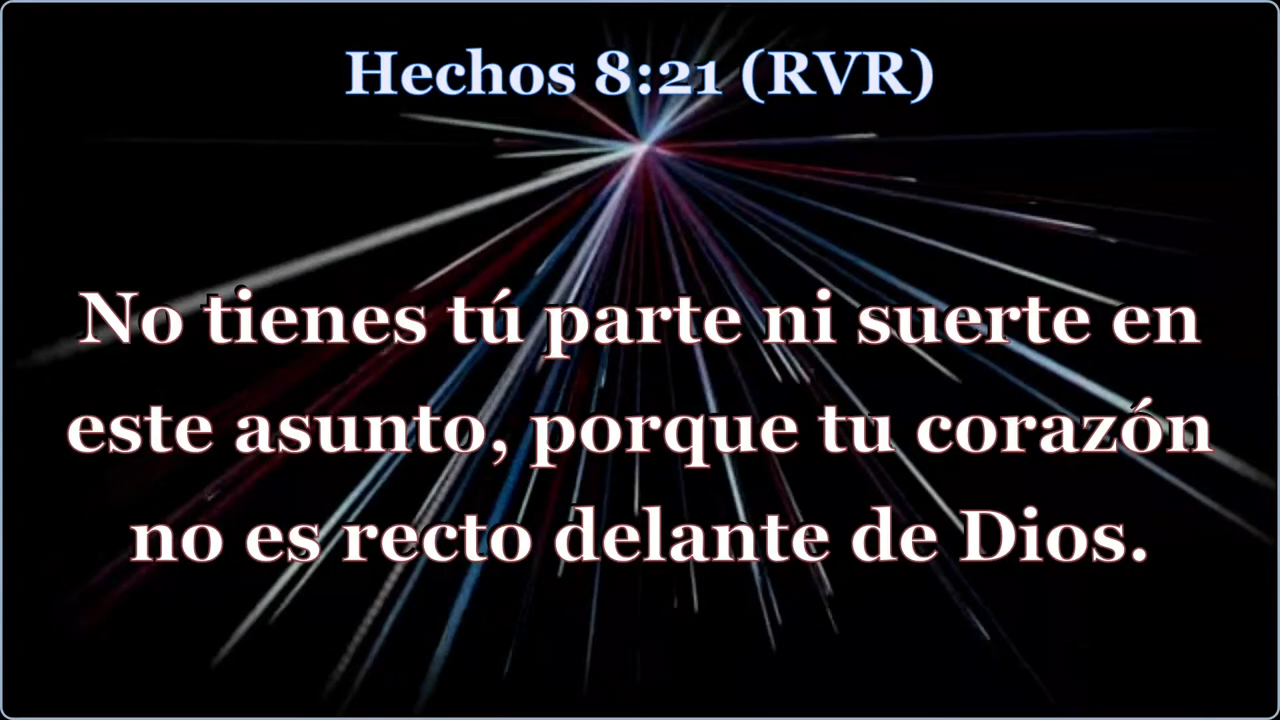 Hechos 8:21 (RVR)
No tienes tú parte ni suerte en
este asunto, porque tu corazón
no es recto delante de Dios.